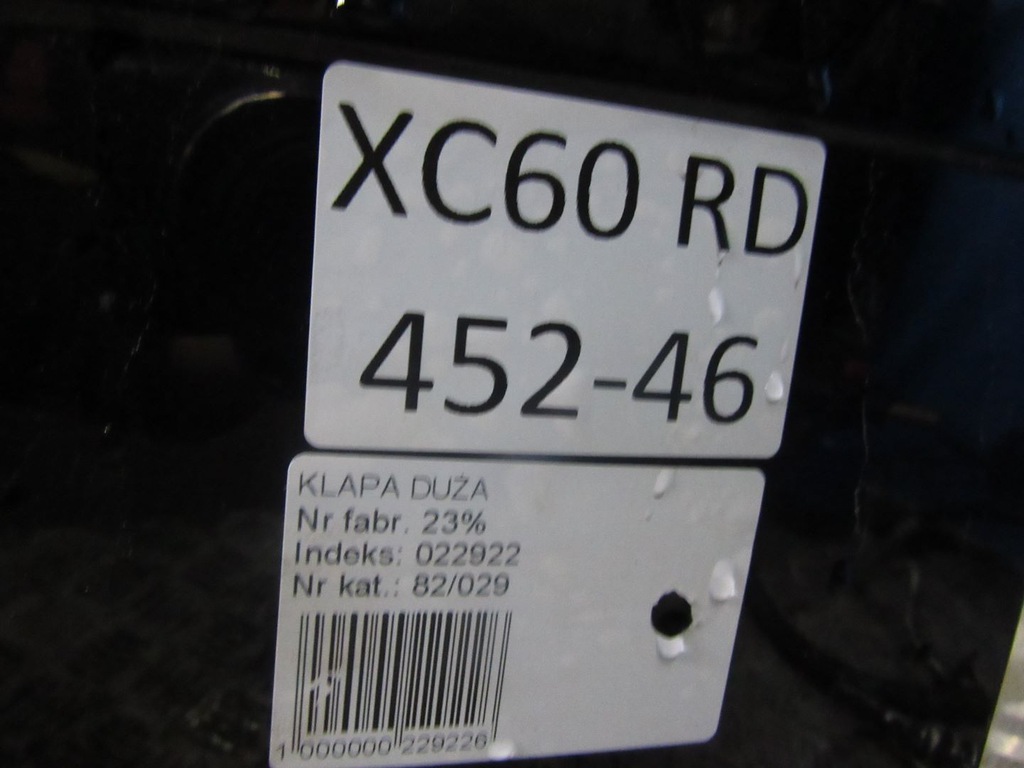 XC60 RD
452-46
KLAPA DUŻA
Nr fabr. 23%
Indeks: 022922
Nr kat.: 82/029
1 000000 229226